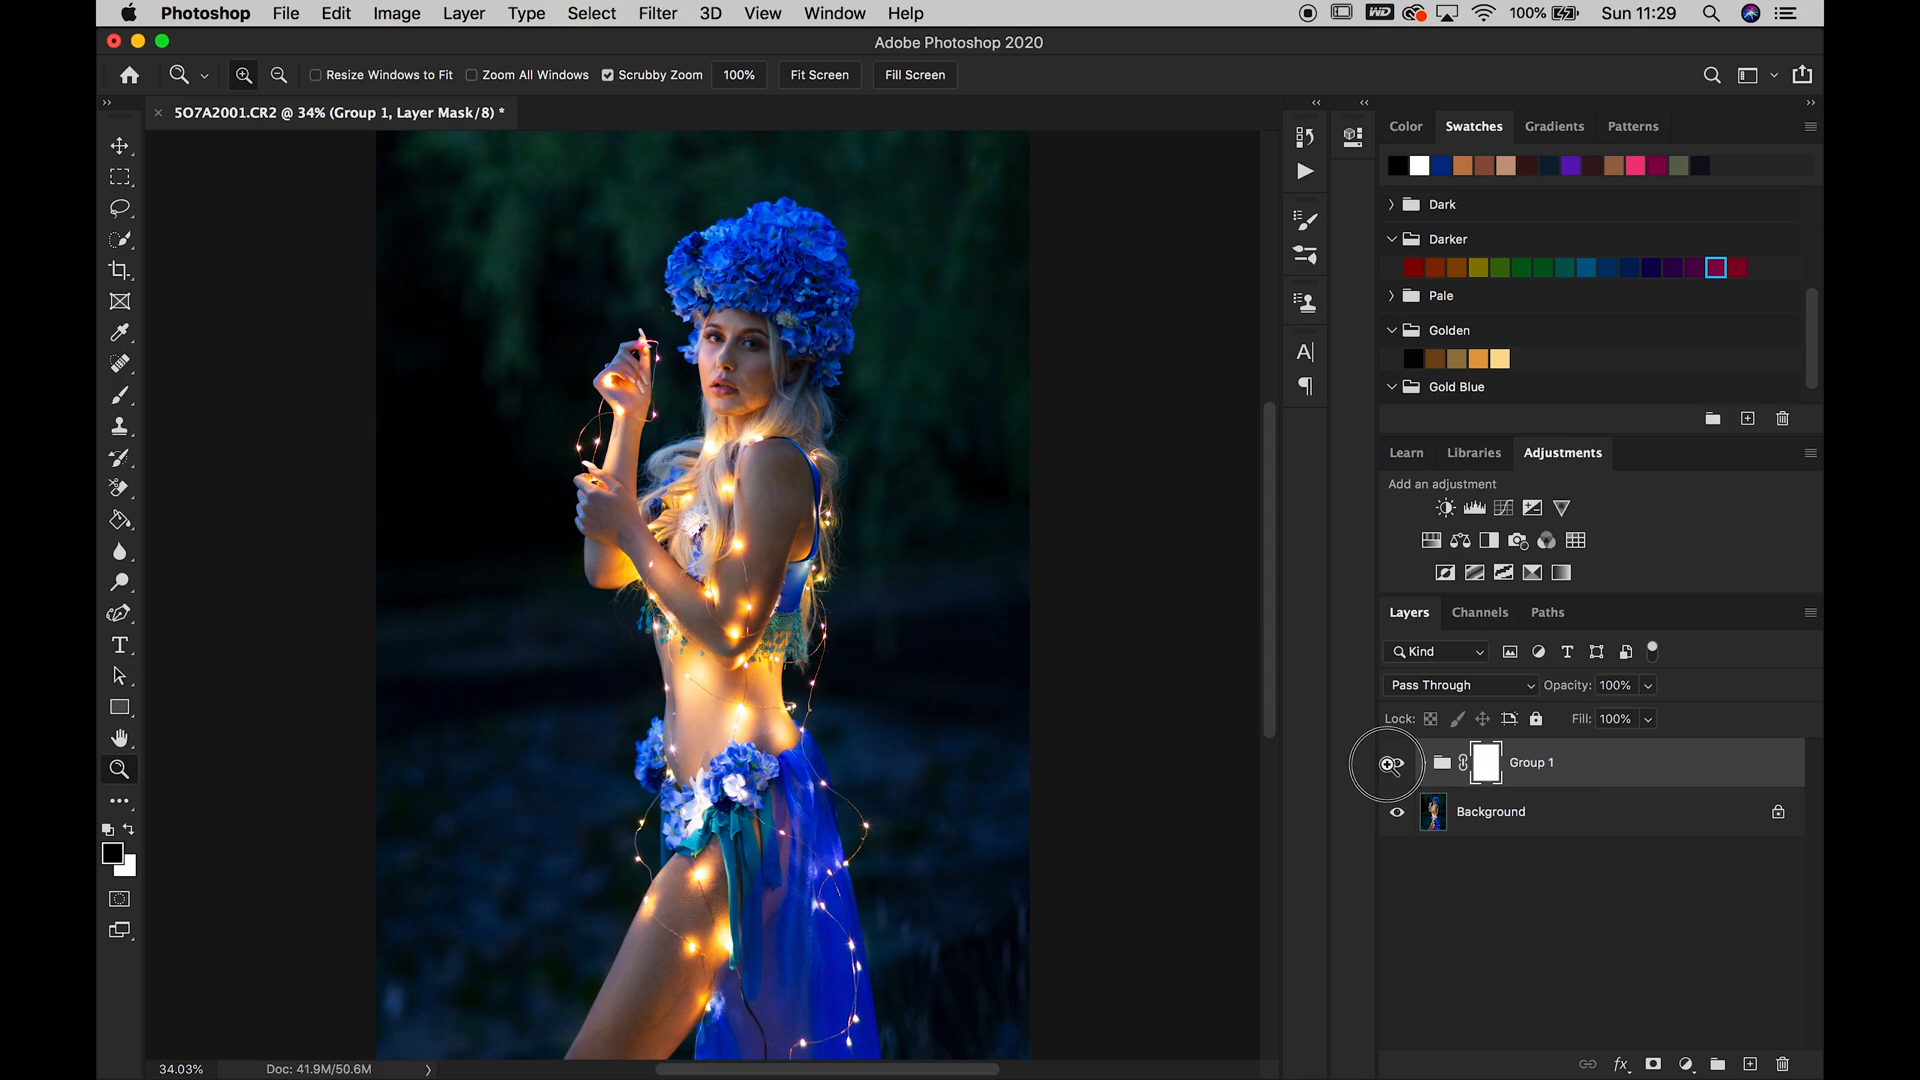 Photoshop File Edit Image Layer Type Select Filter 3D View Window Help
WD 100% Sun 11:29
Adobe Photoshop 2020
Resize Windows to Fit Zoom All Windows Scrubby Zoom 100% Fit Screen Fill Screen
5O7A2001.CR2 @ 34% (Group 1, Layer Mask/8) *
Color Swatches Gradients Patterns
Dark
Darker
Pale
Golden
Gold Blue
Learn Libraries Adjustments
Add an adjustment
Layers Channels Paths
Kind
Pass Through Opacity: 100%
Lock: Fill: 100%
Group 1
Background
34.03% Doc: 41.9M/50.6M